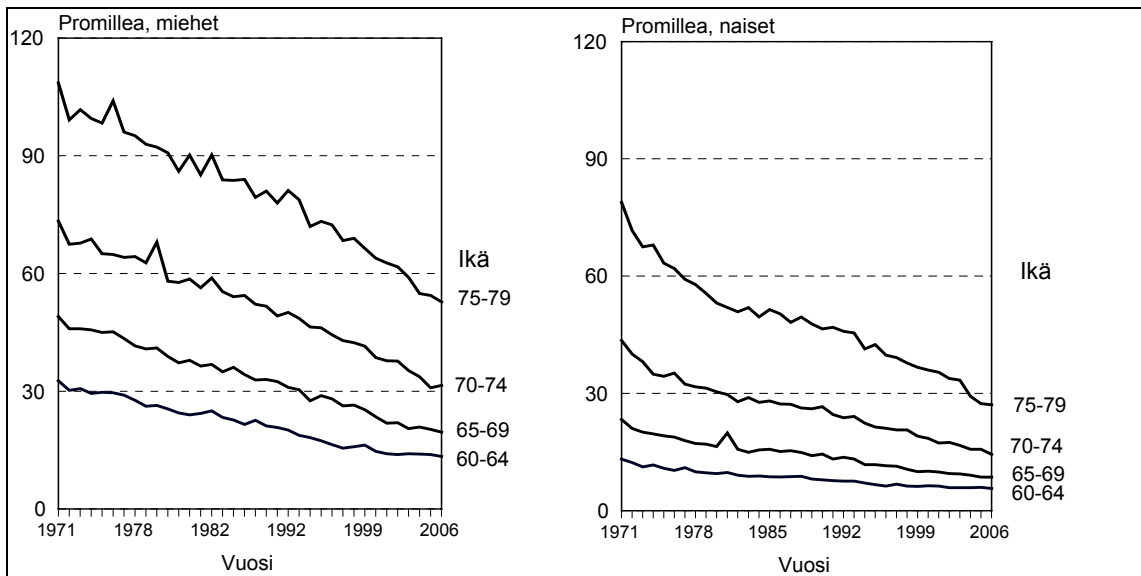 Promillea, miehet
120
90
60
30
0
1971 1978 1982 1992 1999 2006
Vuosi
Ikä
75-79
70-74
65-69
60-64
Promillea, naiset
120
90
60
30
0
1971 1978 1985 1992 1999 2006
Vuosi
Ikä
75-79
70-74
65-69
60-64